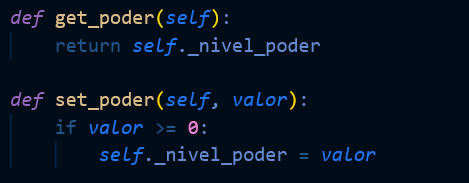 def get_poder(self):
    return self._nivel_poder

def set_poder(self, valor):
    if valor >= 0:
        self._nivel_poder = valor